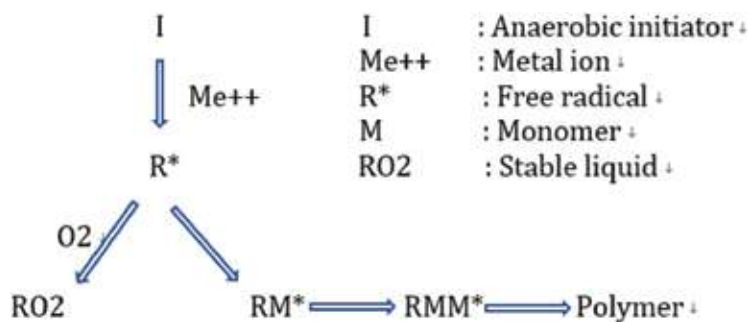 I
I : Anaerobic initiator↓
Me++ : Metal ion↓
Me++
R* : Free radical↓
M : Monomer↓
R*
RO2 : Stable liquid↓
O2↓
RO2 RM* RMM* Polymer↓